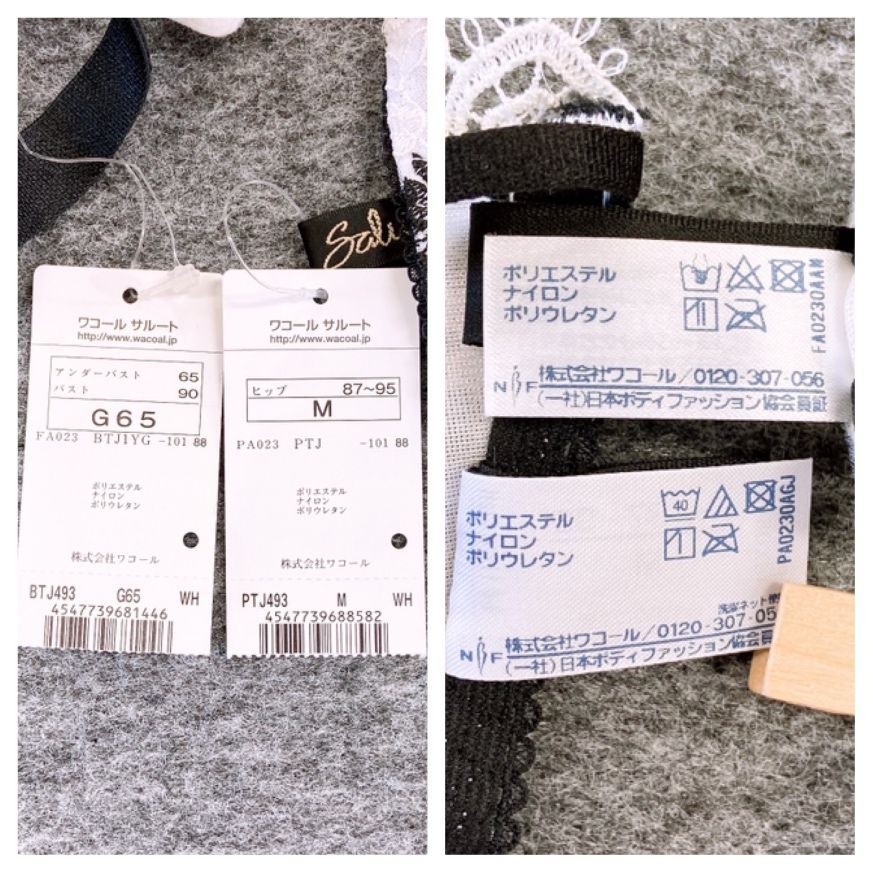 Salu
ワコール サルート
http://www.wacoal.jp
アンダーバスト 65
バスト 90
G65
FA023 BTJ1YG -101 88
ポリエステル
ナイロン
ポリウレタン
株式会社ワコール
BTJ493 G65 WH
4547739681446
ワコール サルート
http://www.wacoal.jp
ヒップ 87~95
M
PA023 PTJ -101 88
ポリエステル
ナイロン
ポリウレタン
株式会社ワコール
PTJ493 M WH
4547739688582
ポリエステル
ナイロン
ポリウレタン
FA0230AAM
NBF 株式会社ワコール/0120-307-056
(一社)日本ボディファッション協会員証
ポリエステル
ナイロン
ポリウレタン
40
PA0230AGJ
洗濯ネット使
NBF 株式会社ワコール/0120-307-05
(一社)日本ボディファッション協会員